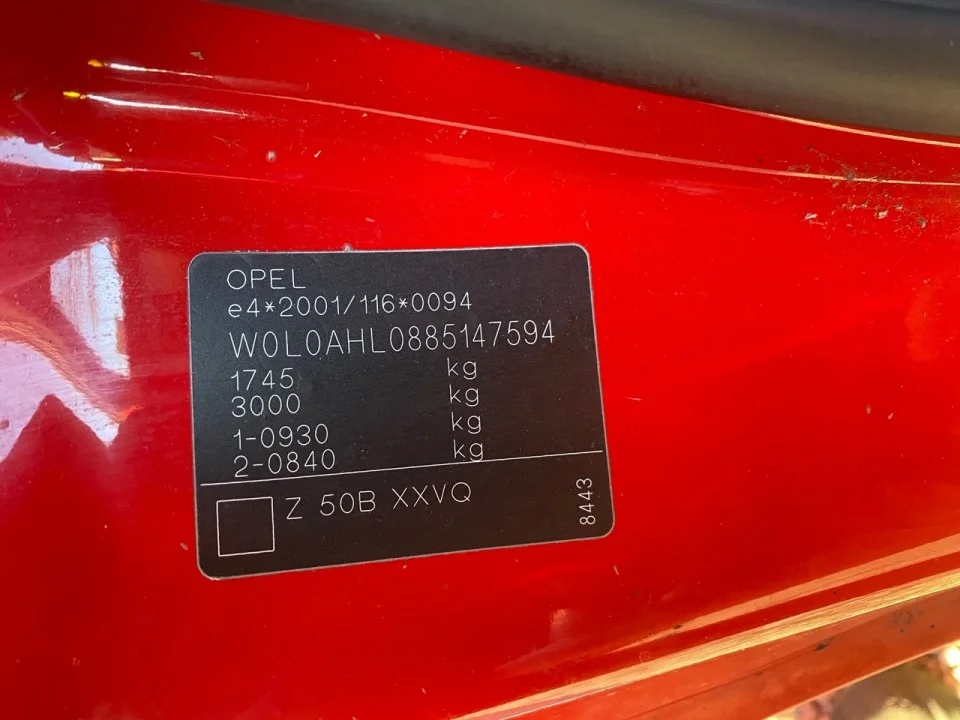 OPEL
e4*2001/116*0094
W0L0AHL0885147594
1745 kg
3000 kg
1-0930 kg
2-0840 kg
Z 50B XXVQ
8443